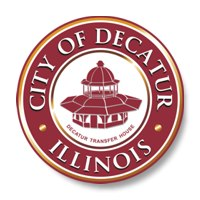 CITY OF DECATUR
DECATUR TRANSFER HOUSE
ILLINOIS